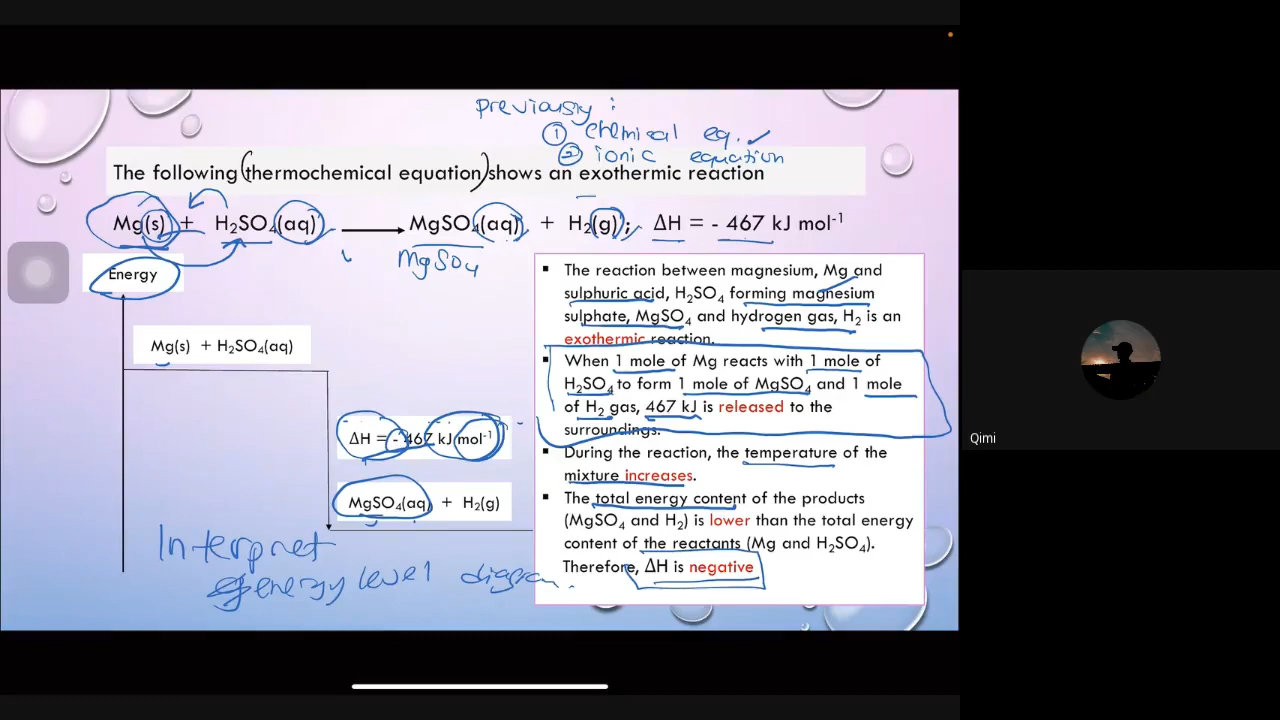 previously :
① chemical eq. ✓
② ionic equation
The following (thermochemical equation) shows an exothermic reaction
Mg(s) + H₂SO₄(aq) ⟶ MgSO₄(aq) + H₂(g) ; ΔH = - 467 kJ mol⁻¹
MgSO₄
Energy
Mg(s) + H₂SO₄(aq)
ΔH = - 467 kJ mol⁻¹
MgSO₄(aq) + H₂(g)
Interpret
energy level diagram.
▪ The reaction between magnesium, Mg and
sulphuric acid, H₂SO₄ forming magnesium
sulphate, MgSO₄ and hydrogen gas, H₂ is an
exothermic reaction.
▪ When 1 mole of Mg reacts with 1 mole of
H₂SO₄ to form 1 mole of MgSO₄ and 1 mole
of H₂ gas, 467 kJ is released to the
surroundings.
▪ During the reaction, the temperature of the
mixture increases.
▪ The total energy content of the products
(MgSO₄ and H₂) is lower than the total energy
content of the reactants (Mg and H₂SO₄).
Therefore, ΔH is negative
Qimi